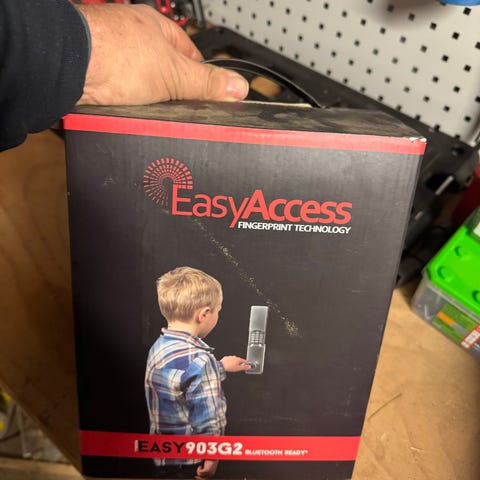 EasyAccess
FINGERPRINT TECHNOLOGY
EASY903G2 BLUETOOTH READY*